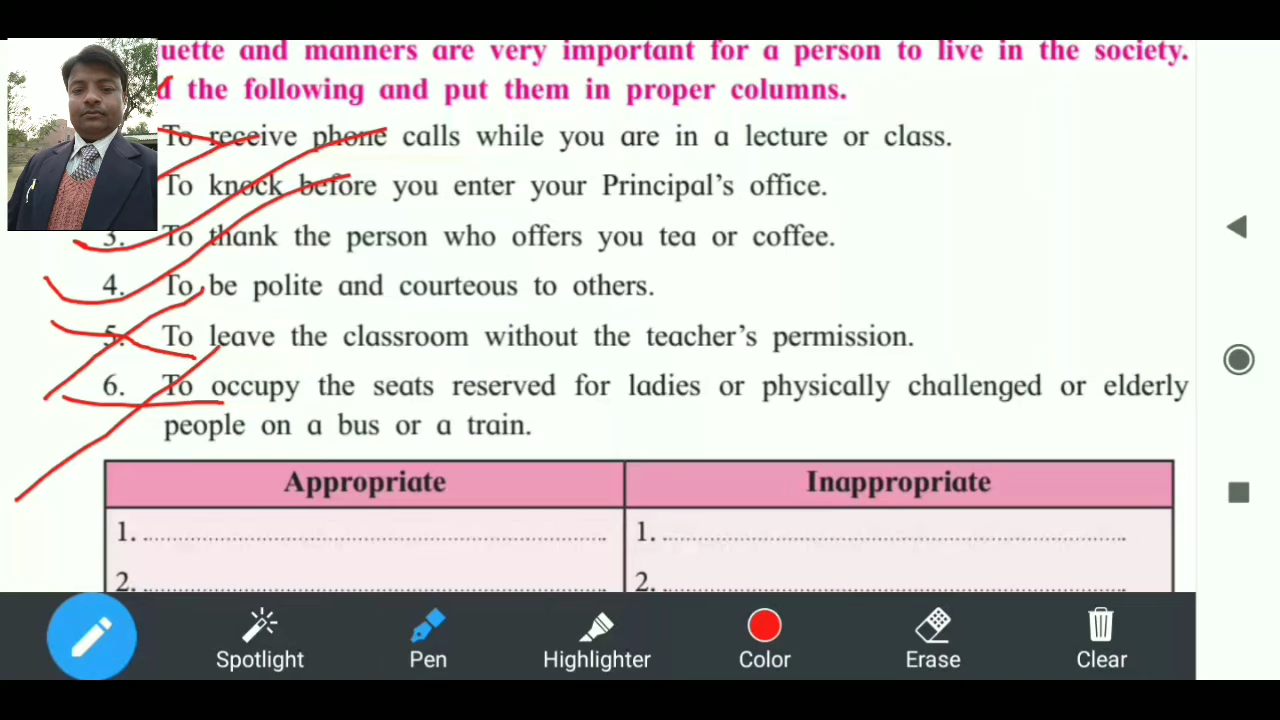 uette and manners are very important for a person to live in the society.
the following and put them in proper columns.
To receive phone calls while you are in a lecture or class.
To knock before you enter your Principal's office.
3. To thank the person who offers you tea or coffee.
4. To be polite and courteous to others.
5. To leave the classroom without the teacher's permission.
6. To occupy the seats reserved for ladies or physically challenged or elderly
people on a bus or a train.
Appropriate Inappropriate
1. ........ 1. ........
2. ........ 2. ........
Spotlight Pen Highlighter Color Erase Clear